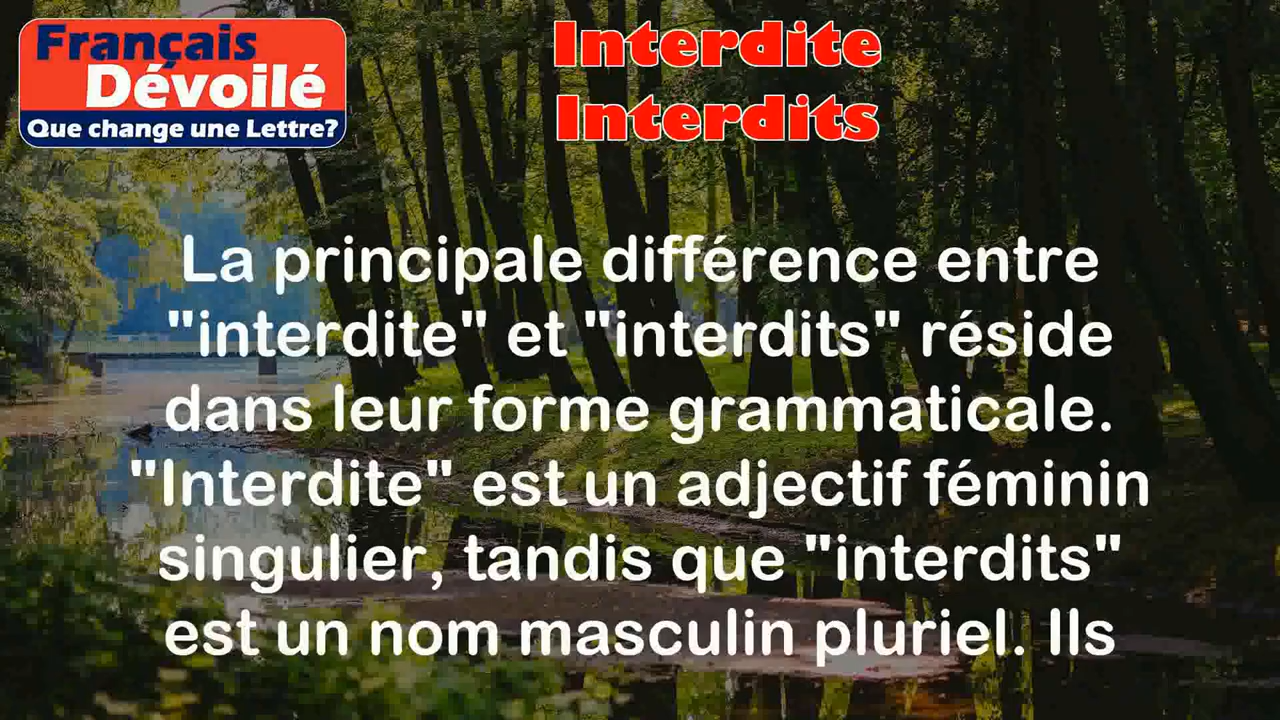 Français
Dévoilé
Que change une Lettre?
Interdite
Interdits
La principale différence entre
"interdite" et "interdits" réside
dans leur forme grammaticale.
"Interdite" est un adjectif féminin
singulier, tandis que "interdits"
est un nom masculin pluriel. Ils